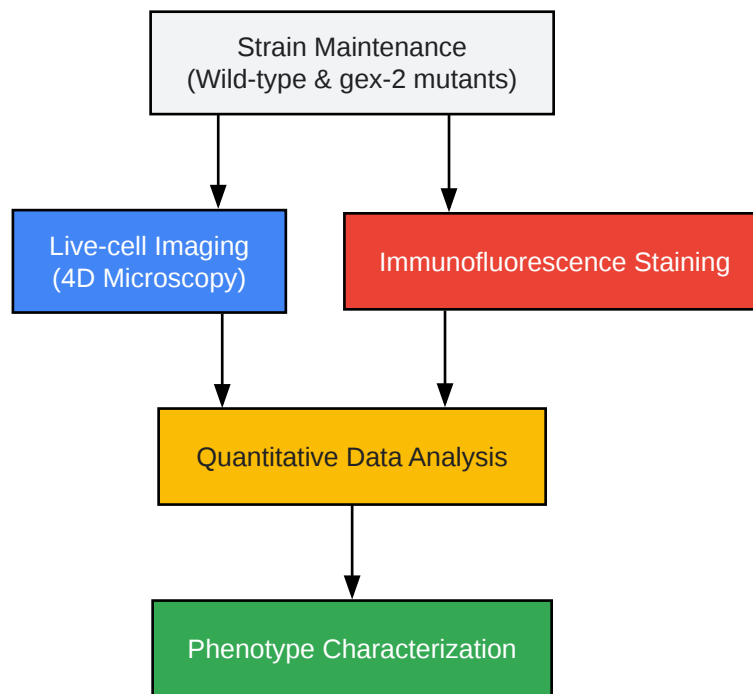 Strain Maintenance
(Wild-type & gex-2 mutants)
Live-cell Imaging
(4D Microscopy)
Immunofluorescence Staining
Quantitative Data Analysis
Phenotype Characterization